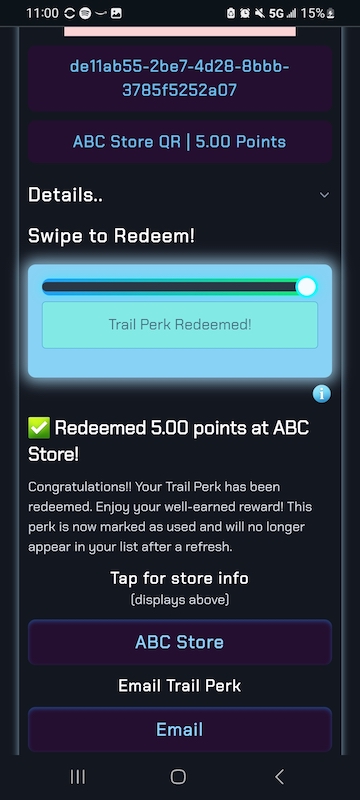 11:00 5G 15%
de11ab55-2be7-4d28-8bbb-
3785f5252a07
ABC Store QR | 5.00 Points
Details..
Swipe to Redeem!
Trail Perk Redeemed!
i
✅ Redeemed 5.00 points at ABC
Store!
Congratulations!! Your Trail Perk has been
redeemed. Enjoy your well-earned reward! This
perk is now marked as used and will no longer
appear in your list after a refresh.
Tap for store info
(displays above)
ABC Store
Email Trail Perk
Email